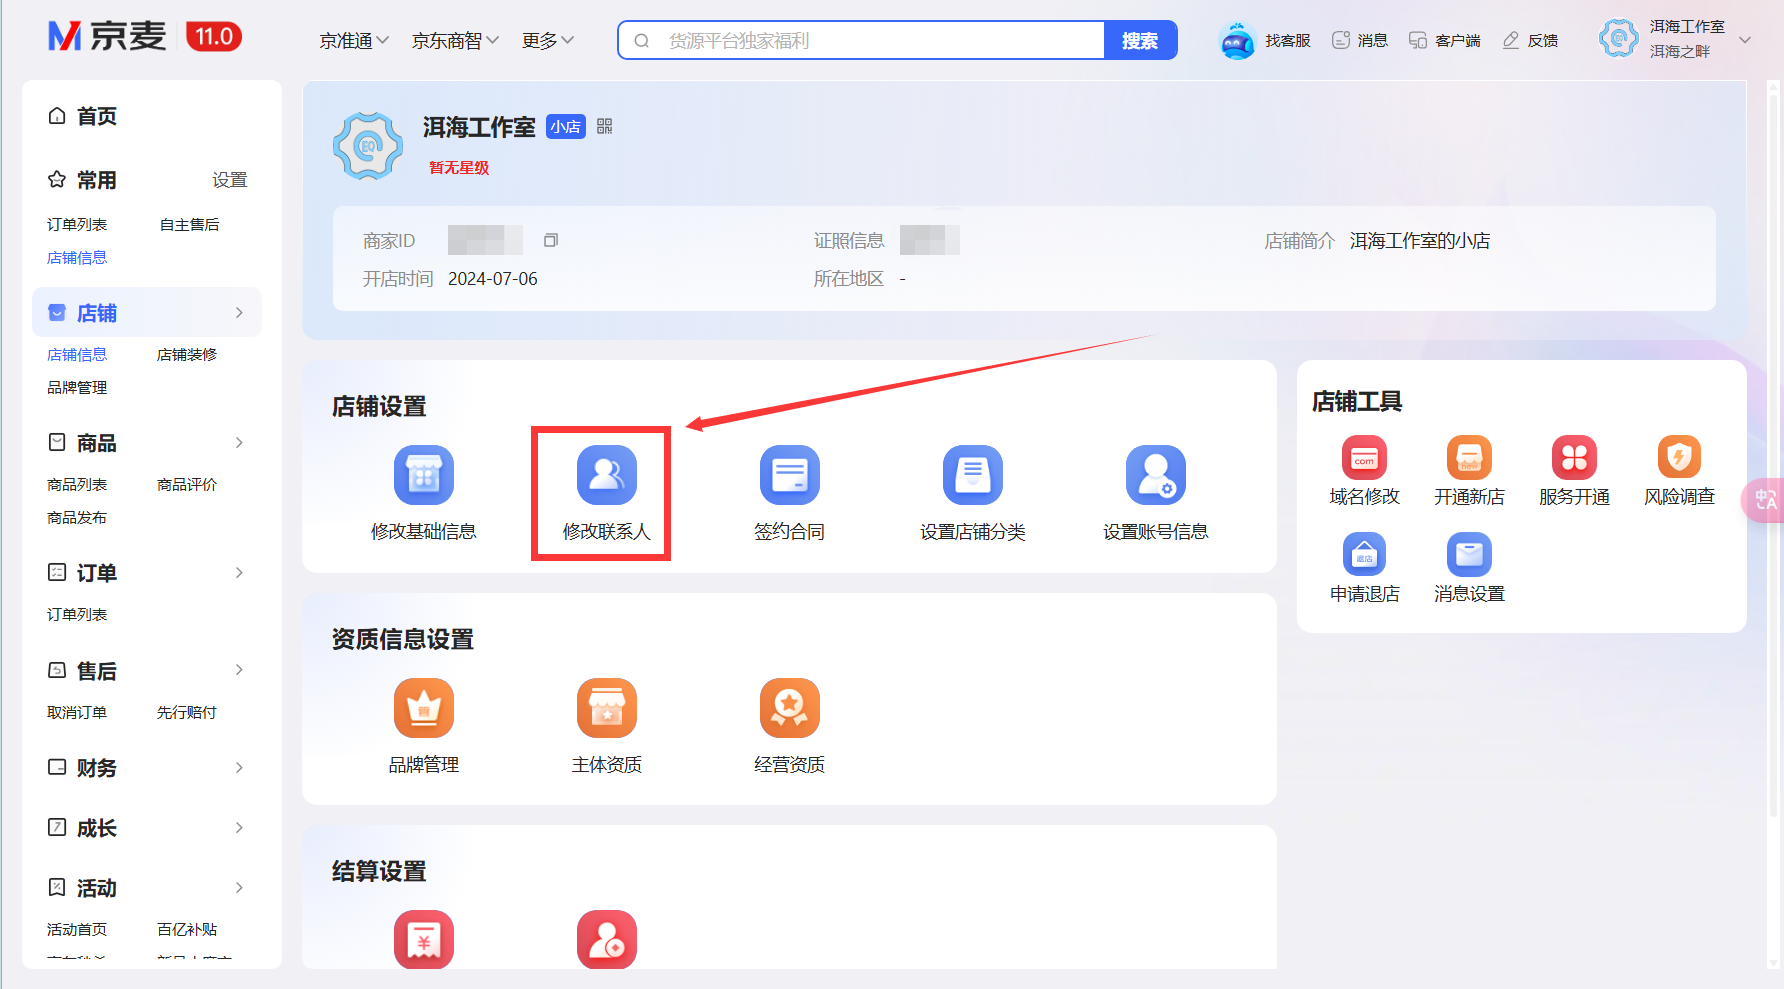 京麦 11.0
京准通 京东商智 更多
货源平台独家福利 搜索
找客服 消息 客户端 反馈
洱海工作室
洱海之畔
首页
常用 设置
订单列表 自主售后
店铺信息
店铺
店铺信息 店铺装修
品牌管理
商品
商品列表 商品评价
商品发布
订单
订单列表
售后
取消订单 先行赔付
财务
成长
活动
活动首页 百亿补贴
EQ
洱海工作室 小店
暂无星级
商家ID 证照信息 店铺简介 洱海工作室的小店
开店时间 2024-07-06 所在地区 -
店铺设置
修改基础信息 修改联系人 签约合同 设置店铺分类 设置账号信息
资质信息设置
品牌管理 主体资质 经营资质
结算设置
店铺工具
com new
域名修改 开通新店 服务开通 风险调查
退店
申请退店 消息设置
中A